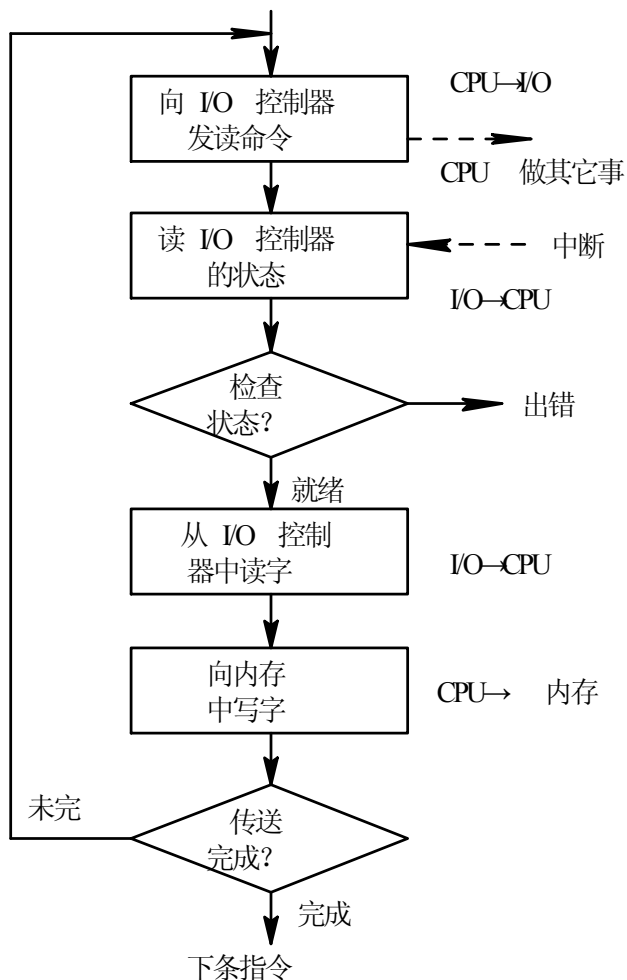 向 I/O 控制器
发读命令
CPU→I/O
CPU 做其它事
读 I/O 控制器
的状态
中断
I/O→CPU
检查
状态?
出错
就绪
从 I/O 控制
器中读字
I/O→CPU
向内存
中写字
CPU→ 内存
传送
完成?
未完
完成
下条指令